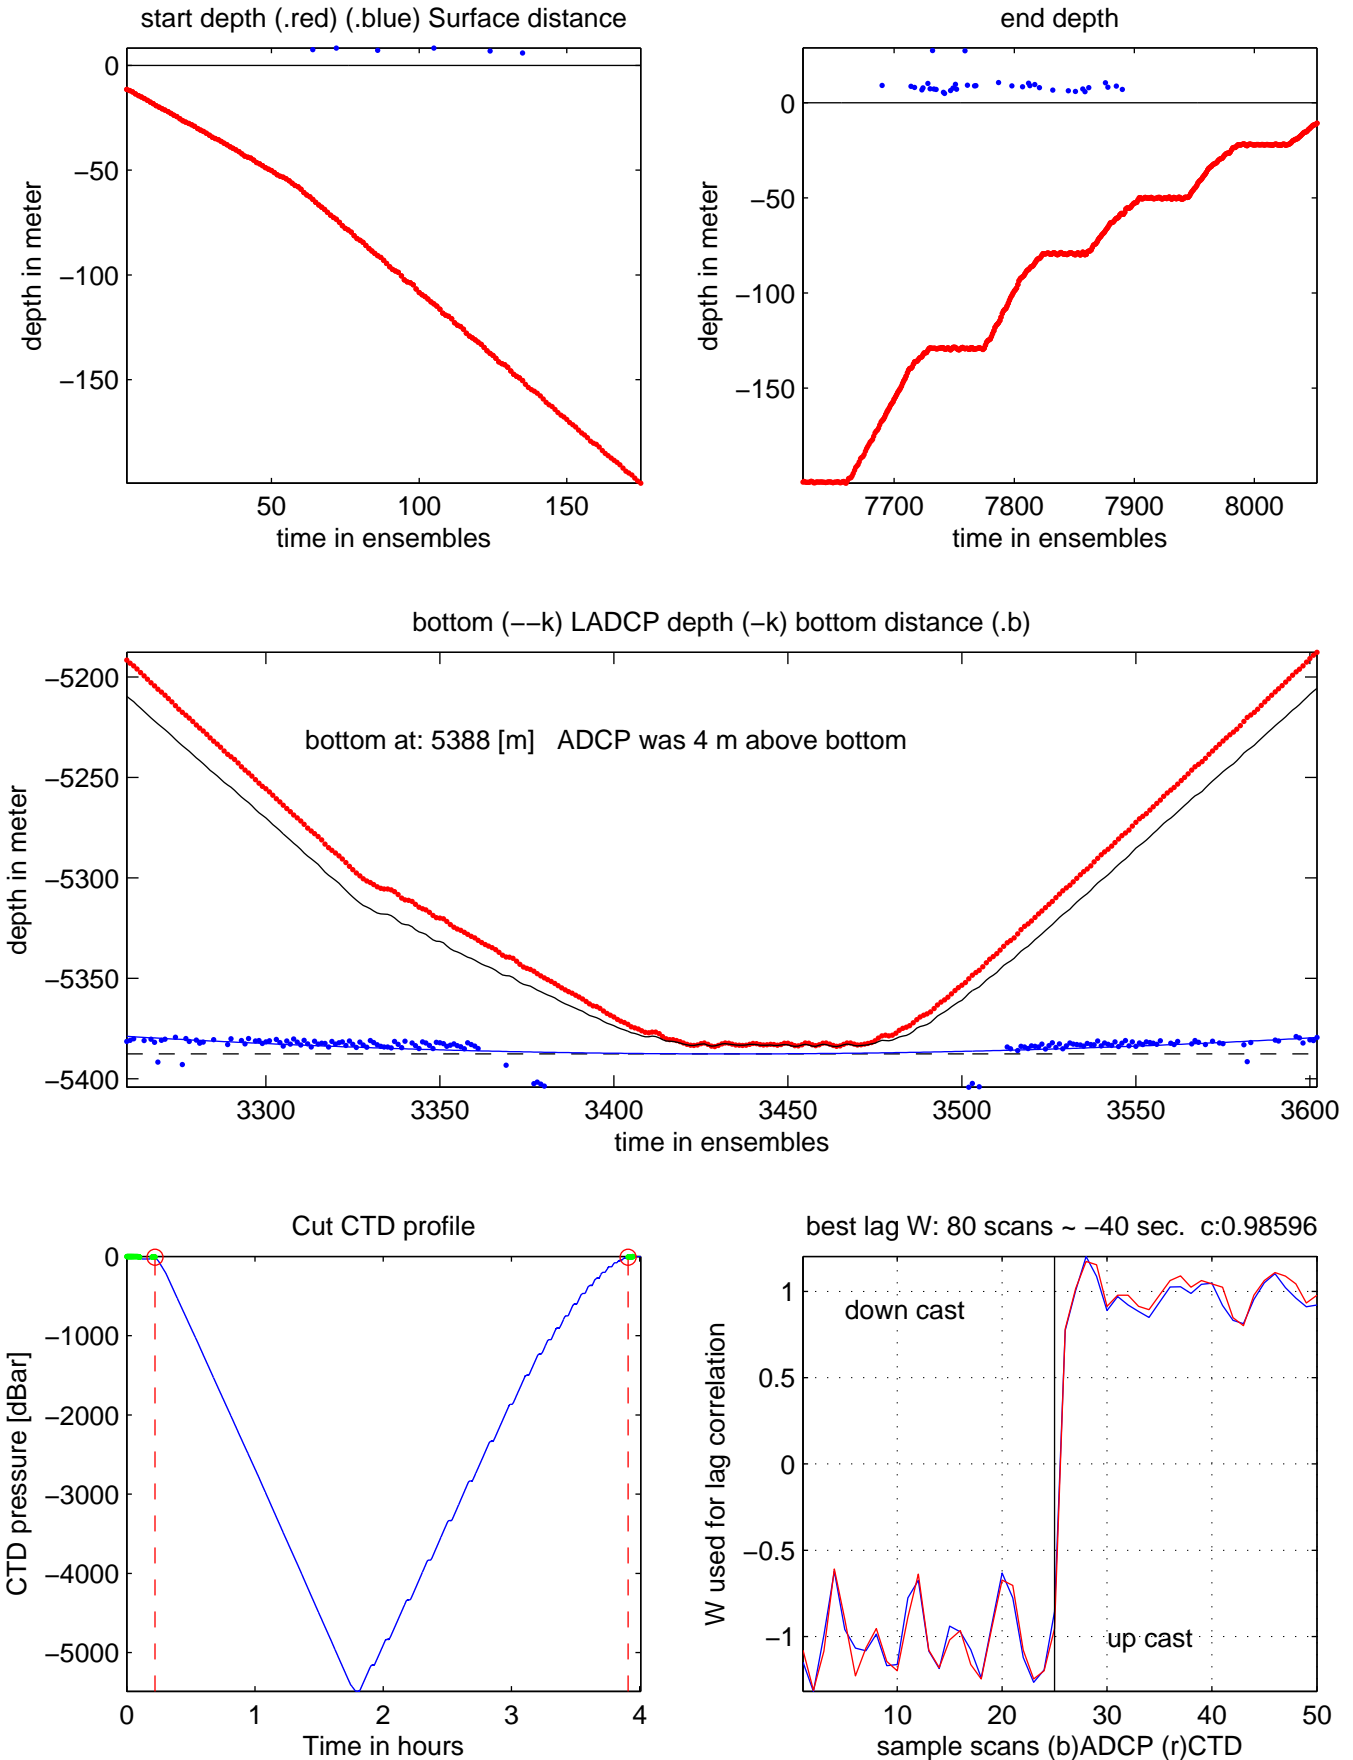 start depth (.red) (.blue) Surface distance
0
−50
−100
−150
depth in meter
50
100
150
time in ensembles
end depth
0
−50
−100
−150
depth in meter
7700
7800
7900
8000
time in ensembles
bottom (−−k) LADCP depth (−k) bottom distance (.b)
−5200
−5250
−5300
−5350
−5400
depth in meter
bottom at: 5388 [m]   ADCP was 4 m above bottom
3300
3350
3400
3450
3500
3550
3600
time in ensembles
Cut CTD profile
0
−1000
−2000
−3000
−4000
−5000
CTD pressure [dBar]
0
1
2
3
4
Time in hours
best lag W: 80 scans ~ −40 sec.  c:0.98596
1
0.5
0
−0.5
−1
W used for lag correlation
down cast
up cast
10
20
30
40
50
sample scans (b)ADCP (r)CTD